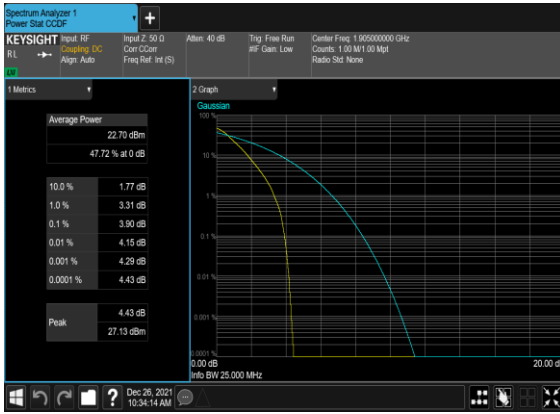 Spectrum Analyzer 1
Power Stat CCDF
KEYSIGHT
RL
Input: RF
Coupling: DC
Align: Auto
Input Z: 50 Ω
Corr CCorr
Freq Ref: Int (S)
Atten: 40 dB
Trig: Free Run
#IF Gain: Low
Center Freq: 1.905000000 GHz
Counts: 1.00 M/1.00 Mpt
Radio Std: None
1 Metrics
Average Power
22.70 dBm
47.72 % at 0 dB
10.0 % 1.77 dB
1.0 % 3.31 dB
0.1 % 3.90 dB
0.01 % 4.15 dB
0.001 % 4.29 dB
0.0001 % 4.43 dB
Peak
4.43 dB
27.13 dBm
2 Graph
Gaussian
100 %
10 %
1 %
0.1 %
0.01 %
0.001 %
0.0001 %
0.00 dB
20.00 d
Info BW 25.000 MHz
?
Dec 26, 2021
10:34:14 AM